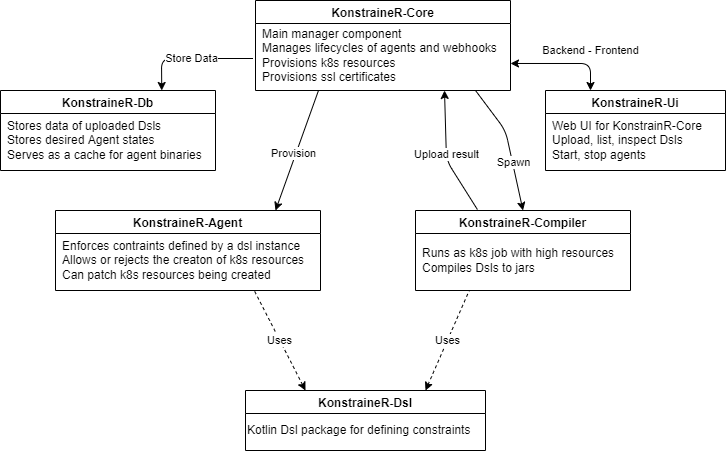 KonstraineR-Core
Main manager component
Manages lifecycles of agents and webhooks
Provisions k8s resources
Provisions ssl certificates
Store Data
Backend - Frontend
KonstraineR-Db
Stores data of uploaded Dsls
Stores desired Agent states
Serves as a cache for agent binaries
KonstraineR-Ui
Web UI for KonstrainR-Core
Upload, list, inspect Dsls
Start, stop agents
Provision
Upload result
Spawn
KonstraineR-Agent
Enforces contraints defined by a dsl instance
Allows or rejects the creaton of k8s resources
Can patch k8s resources being created
KonstraineR-Compiler
Runs as k8s job with high resources
Compiles Dsls to jars
Uses
Uses
KonstraineR-Dsl
Kotlin Dsl package for defining constraints